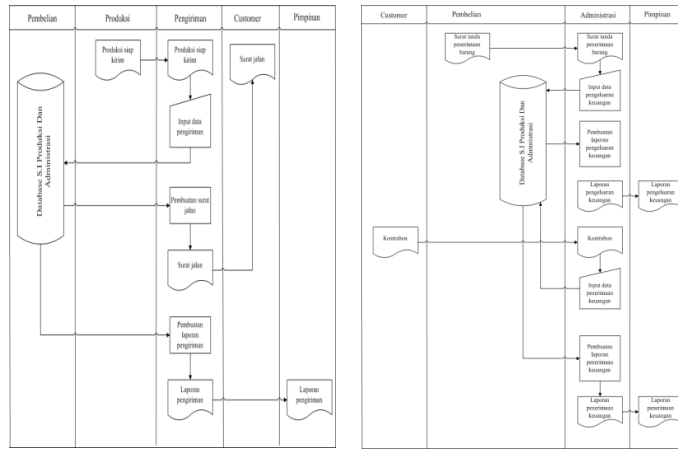 Pembelian
Produksi
Pengiriman
Customer
Pimpinan
Produksi siap
kirim
Produksi siap
kirim
Surat jalan
Input data
pengiriman
Database S.I Produksi Dan
Administrasi
Pembuatan surat
jalan
Surat jalan
Pembuatan
laporan
pengiriman
Laporan
pengiriman
Laporan
pengiriman
Customer
Pembelian
Administrasi
Pimpinan
Surat tanda
penerimaan
barang
Surat tanda
penerimaan
barang
Input data
pengeluaran
keuangan
Database S.I Produksi Dan
Administrasi
Pembuatan
laporan
pengeluaran
keuangan
Laporan
pengeluaran
keuangan
Laporan
pengeluaran
keuangan
Kontrabon
Kontrabon
Input data
penerimaan
keuangan
Pembuatan
laporan
penerimaan
keuangan
Laporan
penerimaan
keuangan
Laporan
penerimaan
keuangan